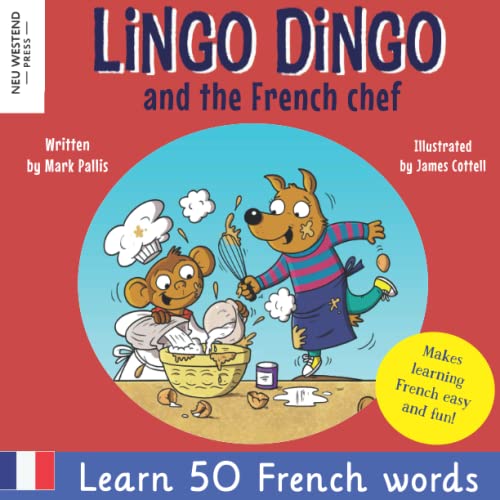 NEU WESTEND
PRESS
LiNGO DiNGO
and the French chef
Written
by Mark Pallis
Illustrated
by James Cottell
Makes
learning
French easy
and fun!
Learn 50 French words